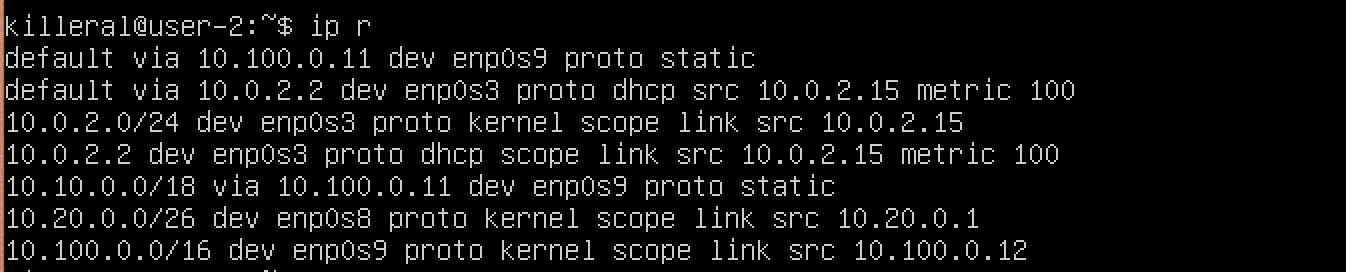 killeral@user-2:~$ ip r
default via 10.100.0.11 dev enp0s9 proto static
default via 10.0.2.2 dev enp0s3 proto dhcp src 10.0.2.15 metric 100
10.0.2.0/24 dev enp0s3 proto kernel scope link src 10.0.2.15
10.0.2.2 dev enp0s3 proto dhcp scope link src 10.0.2.15 metric 100
10.10.0.0/18 via 10.100.0.11 dev enp0s9 proto static
10.20.0.0/26 dev enp0s8 proto kernel scope link src 10.20.0.1
10.100.0.0/16 dev enp0s9 proto kernel scope link src 10.100.0.12